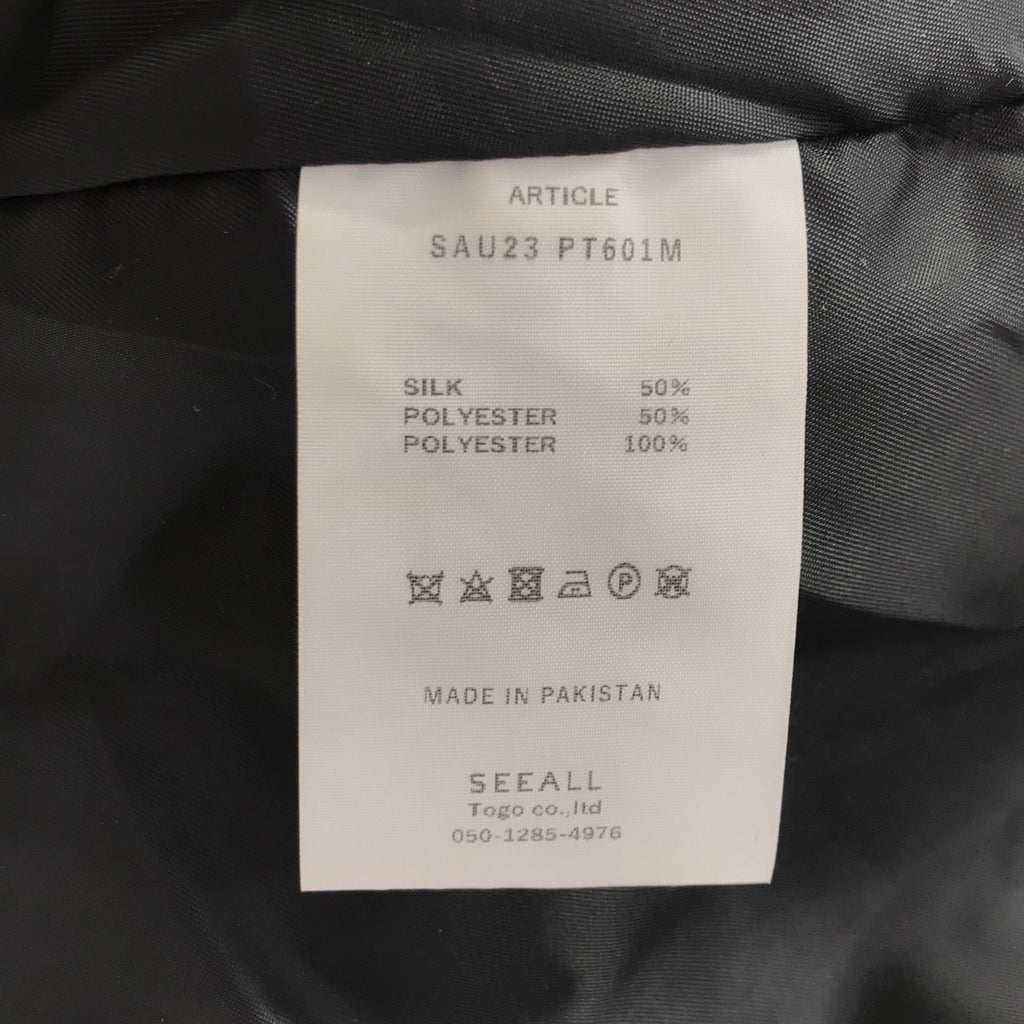 ARTICLE
SAU23 PT601M
SILK 50%
POLYESTER 50%
POLYESTER 100%
P W
MADE IN PAKISTAN
SEEALL
Togo co.,ltd
050-1285-4976